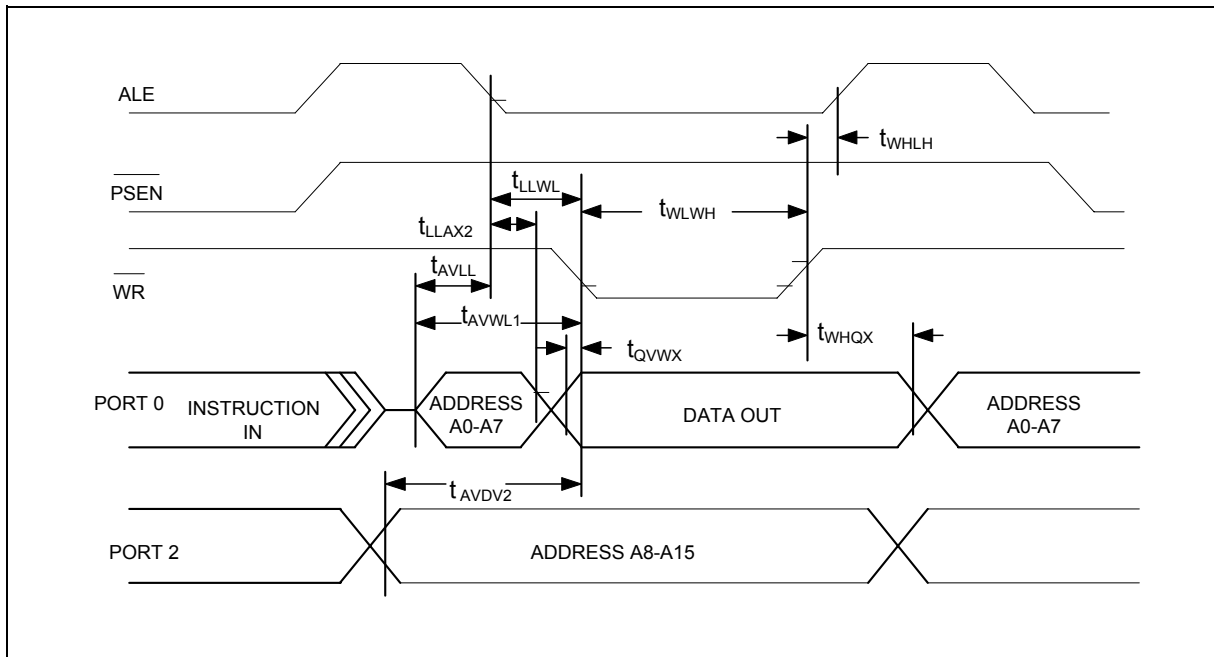 ALE
tWHLH
PSEN
tLLWL
tWLWH
tLLAX2
tAVLL
WR
tAVWL1
tWHQX
tQVWX
PORT 0
INSTRUCTION
IN
ADDRESS
A0-A7
DATA OUT
ADDRESS
A0-A7
tAVDV2
PORT 2
ADDRESS A8-A15